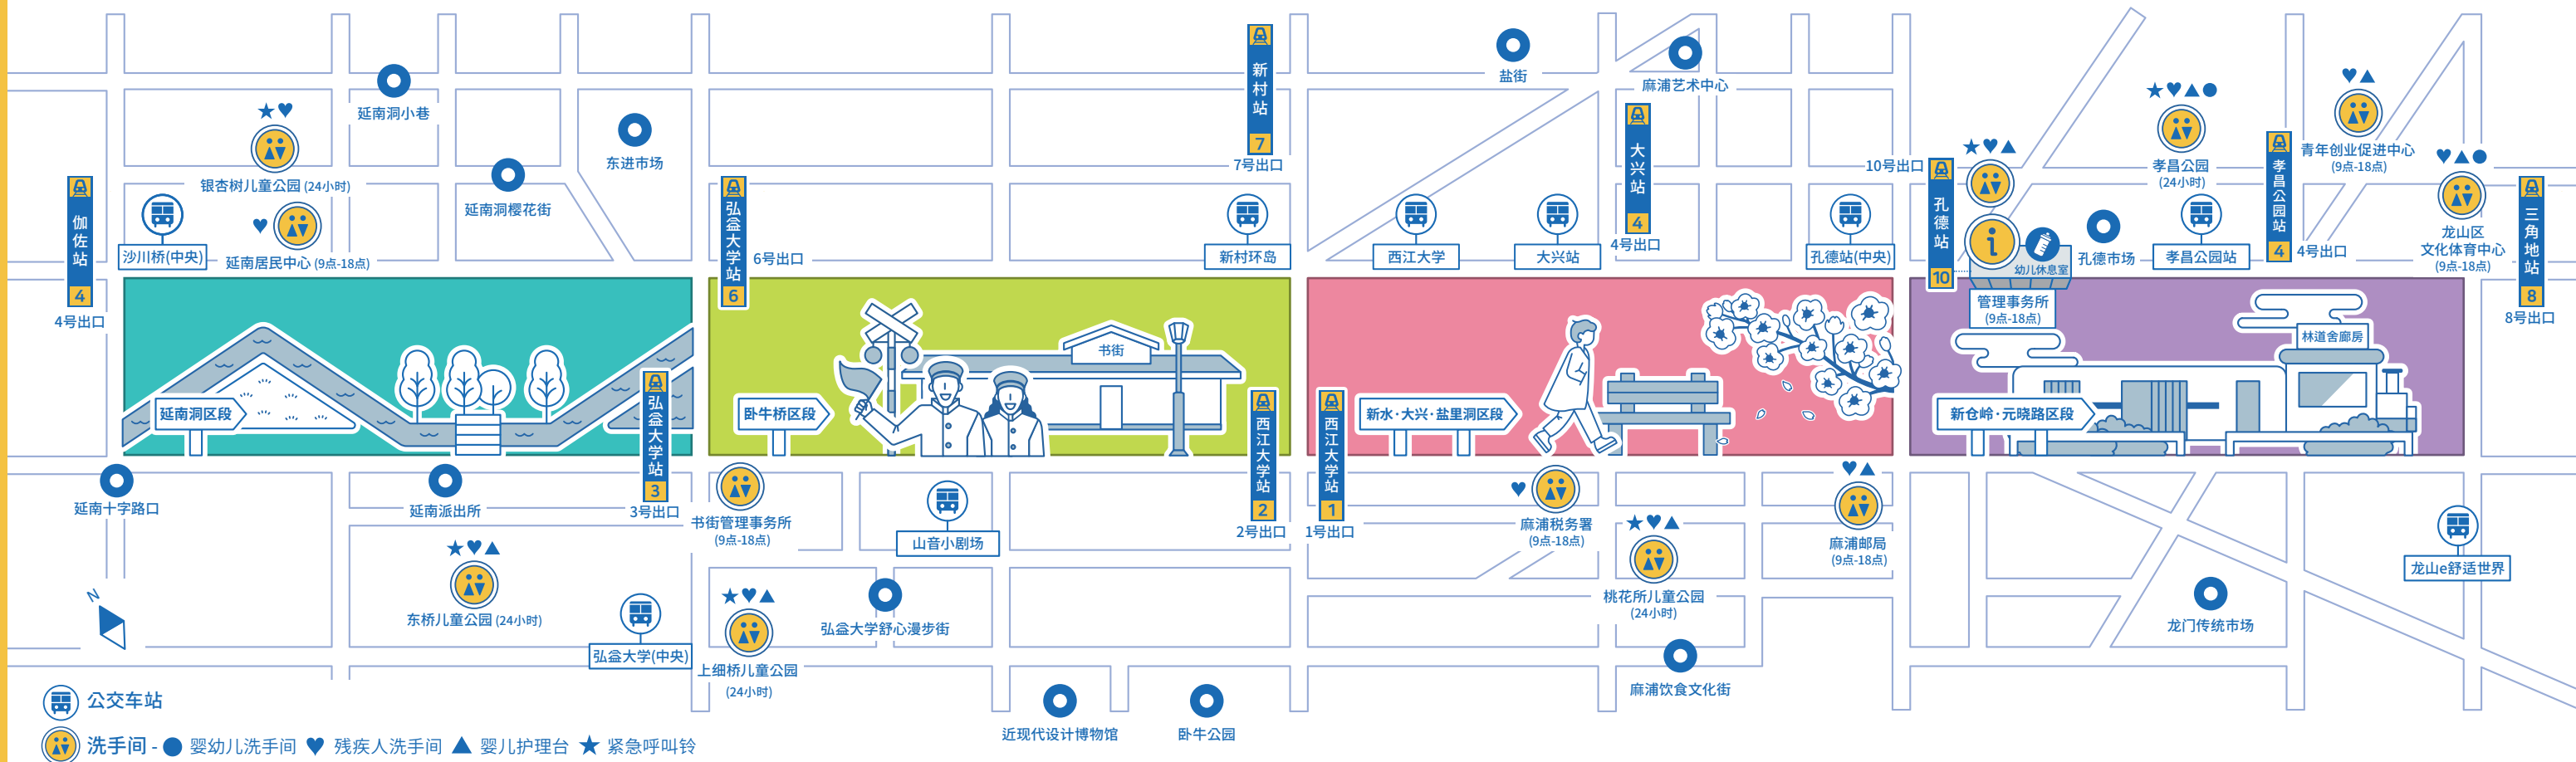 延南洞小巷
银杏树儿童公园 (24小时)
延南居民中心 (9点-18点)
沙川桥(中央)
伽佐站
4
4号出口
东进市场
延南洞樱花街
弘益大学站
6
6号出口
新村站
7
7号出口
新村环岛
盐街
麻浦艺术中心
大兴站
4
4号出口
西江大学
大兴站
孔德站(中央)
10号出口
孔德站
10
幼儿休息室
管理事务所
(9点-18点)
孔德市场
孝昌公园
(24小时)
孝昌公园站
孝昌公园站
4
4号出口
青年创业促进中心
(9点-18点)
龙山区
文化体育中心
(9点-18点)
三角地站
8
8号出口
延南洞区段
弘益大学站
3
3号出口
卧牛桥区段
书街
西江大学站
2
2号出口
西江大学站
1
1号出口
新水·大兴·盐里洞区段
新仓岭·元晓路区段
林道舍廊房
延南十字路口
延南派出所
书街管理事务所
(9点-18点)
山音小剧场
东桥儿童公园 (24小时)
弘益大学(中央)
弘益大学舒心漫步街
上细桥儿童公园
(24小时)
近现代设计博物馆
卧牛公园
麻浦税务署
(9点-18点)
桃花所儿童公园
(24小时)
麻浦邮局
(9点-18点)
麻浦饮食文化街
龙门传统市场
龙山e舒适世界
N
公交车站
洗手间 - 婴幼儿洗手间 残疾人洗手间 婴儿护理台 紧急呼叫铃